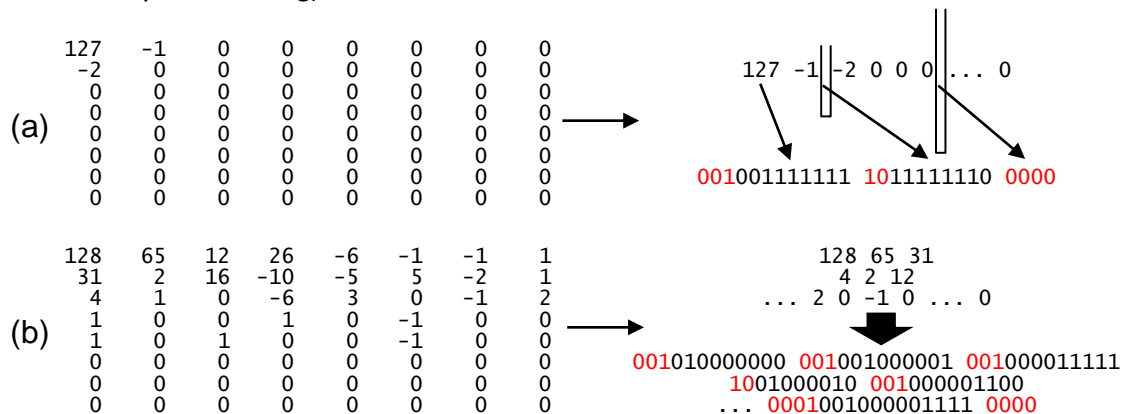 (a)
127 -1 0 0 0 0 0 0
-2 0 0 0 0 0 0 0
0 0 0 0 0 0 0 0
0 0 0 0 0 0 0 0
0 0 0 0 0 0 0 0
0 0 0 0 0 0 0 0
0 0 0 0 0 0 0 0
0 0 0 0 0 0 0 0
127 -1 -2 0 0 0 ... 0
001001111111 1011111110 0000
(b)
128 65 12 26 -6 -1 -1 1
31 2 16 -10 -5 5 -2 1
4 1 0 -6 3 0 -1 2
1 0 0 1 0 -1 0 0
1 0 1 0 0 -1 0 0
0 0 0 0 0 0 0 0
0 0 0 0 0 0 0 0
0 0 0 0 0 0 0 0
128 65 31
4 2 12
... 2 0 -1 0 ... 0
001010000000 001001000001 001000011111
1001000010 001000001100
... 0001001000001111 0000